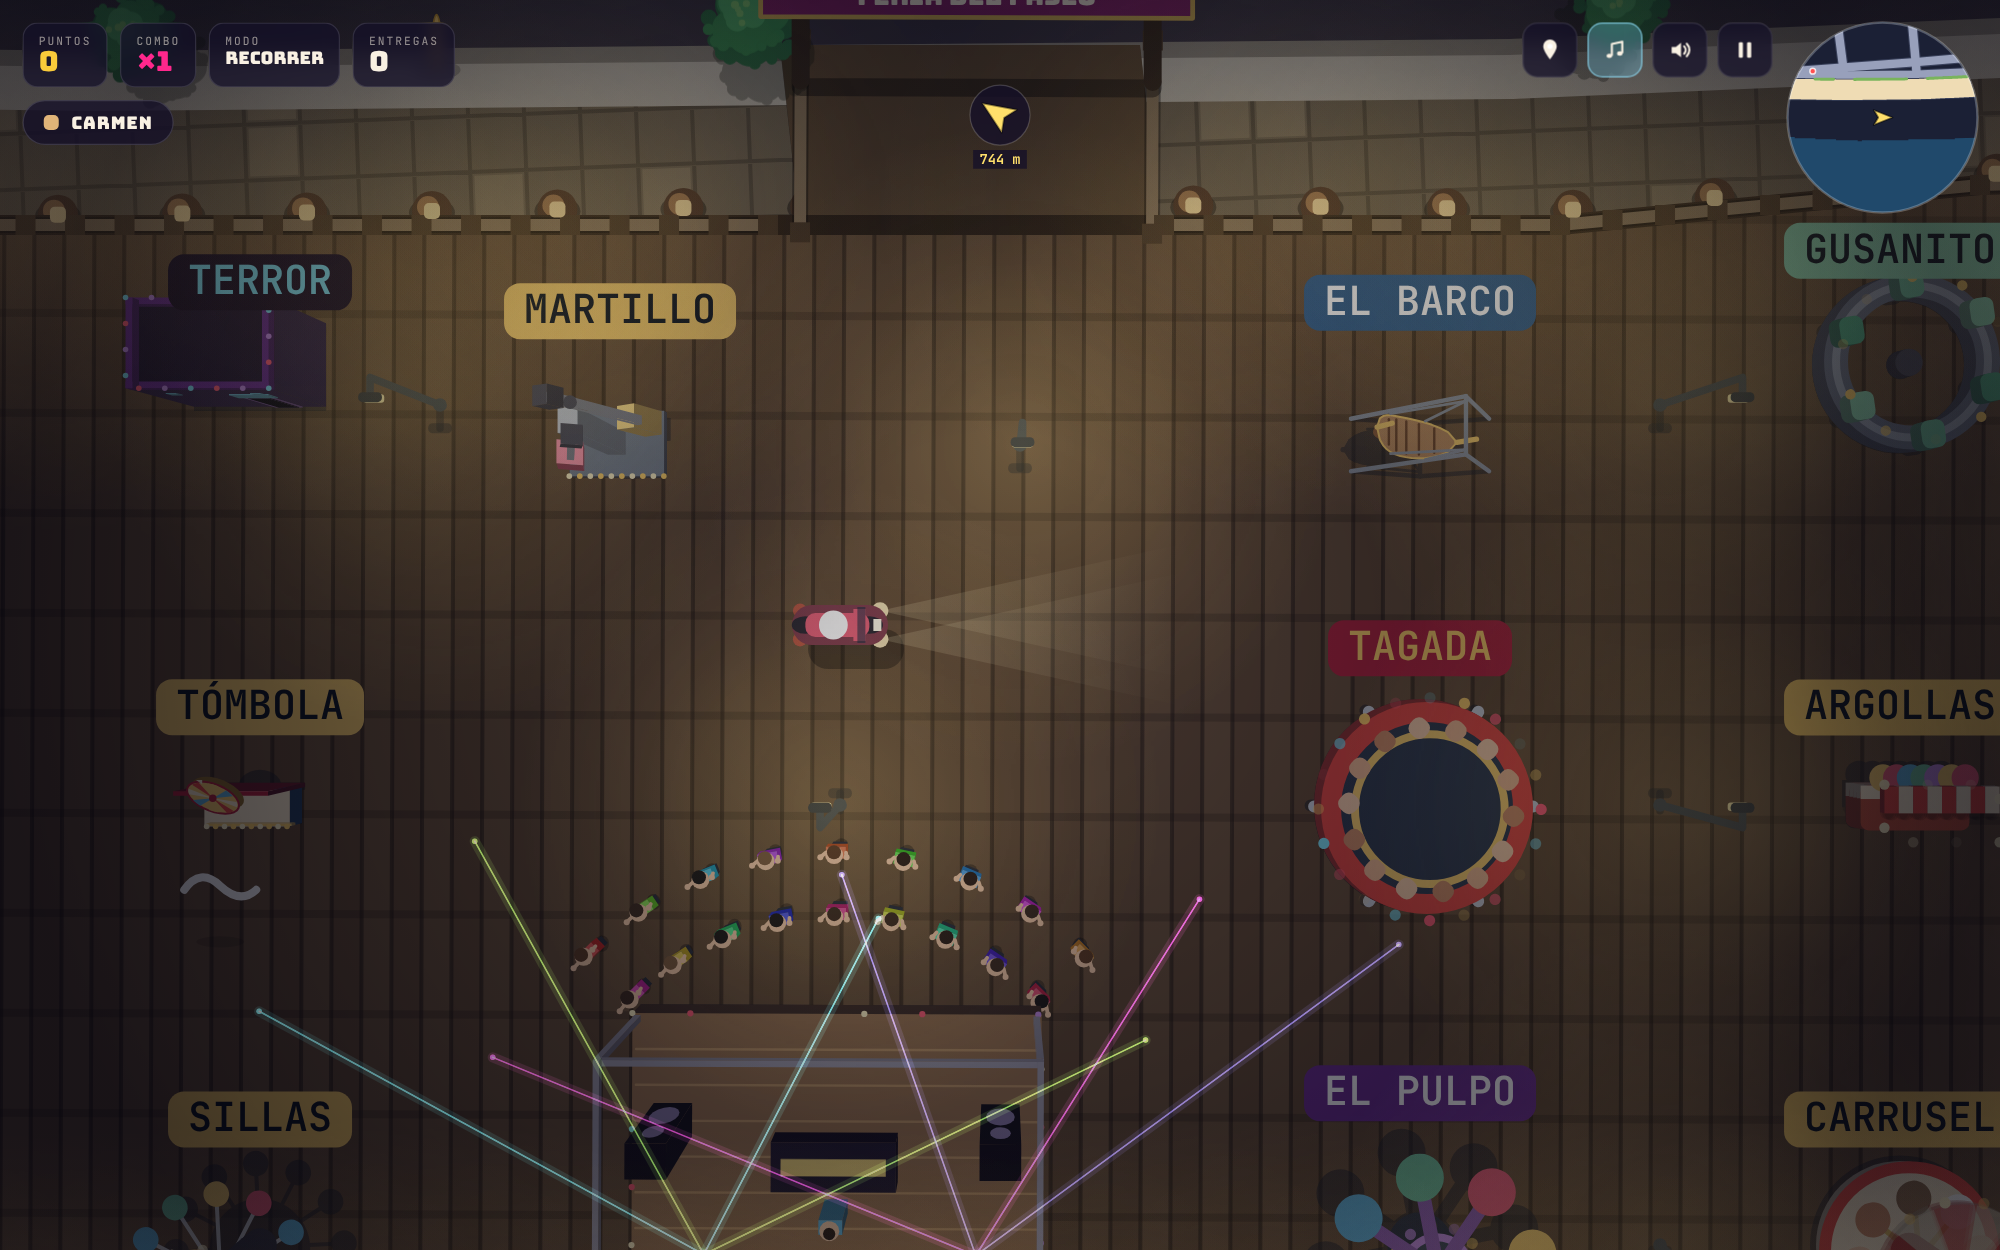 PUNTOS
0
COMBO
×1
MODO
RECORRER
ENTREGAS
0
CARMEN
744 m
TERROR
MARTILLO
EL BARCO
GUSANITO
TÓMBOLA
TAGADA
ARGOLLAS
SILLAS
EL PULPO
CARRUSEL